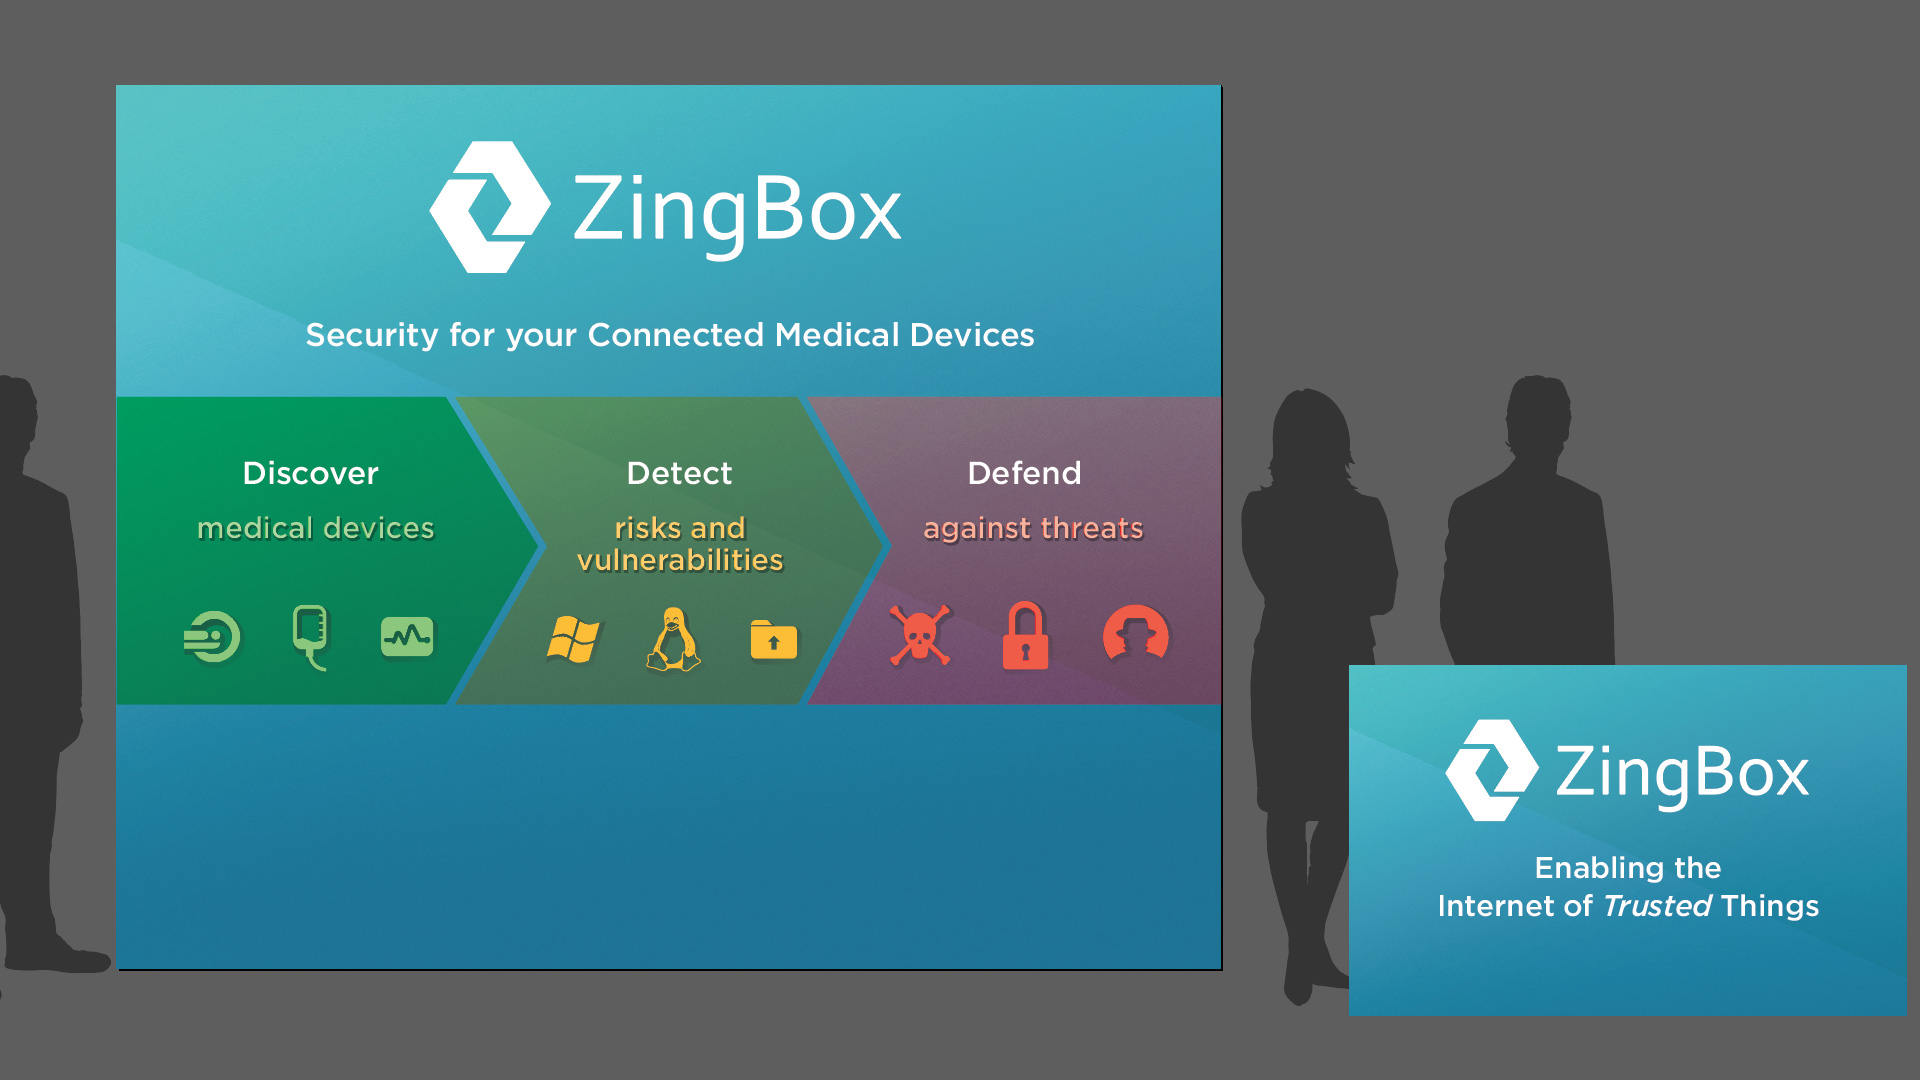 ZingBox
Security for your Connected Medical Devices
Discover
medical devices
Detect
risks and
vulnerabilities
Defend
against threats
ZingBox
Enabling the
Internet of Trusted Things